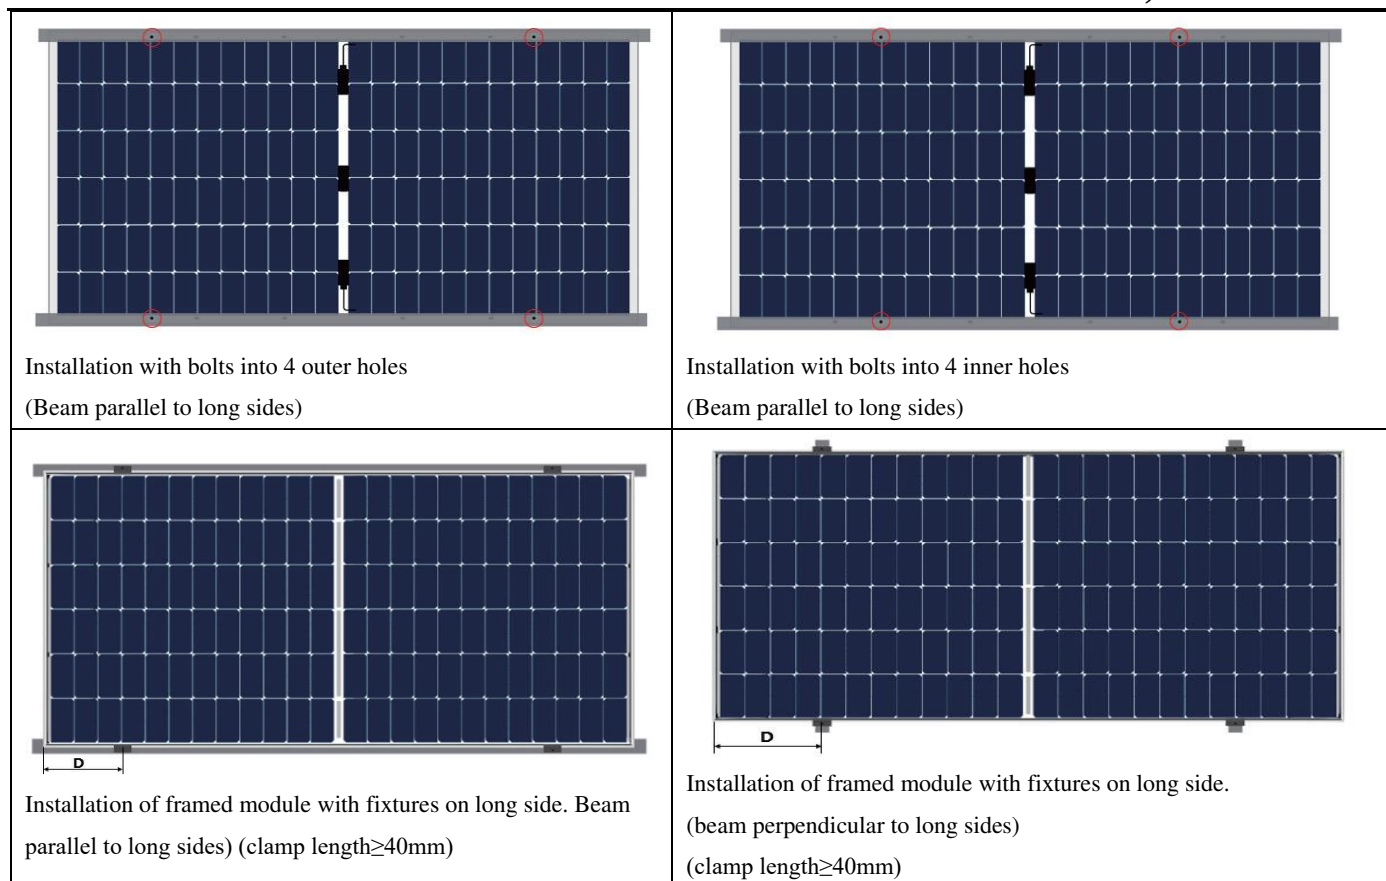 Installation with bolts into 4 outer holes
(Beam parallel to long sides)
Installation with bolts into 4 inner holes
(Beam parallel to long sides)
D
Installation of framed module with fixtures on long side. Beam
parallel to long sides) (clamp length≥40mm)
D
Installation of framed module with fixtures on long side.
(beam perpendicular to long sides)
(clamp length≥40mm)